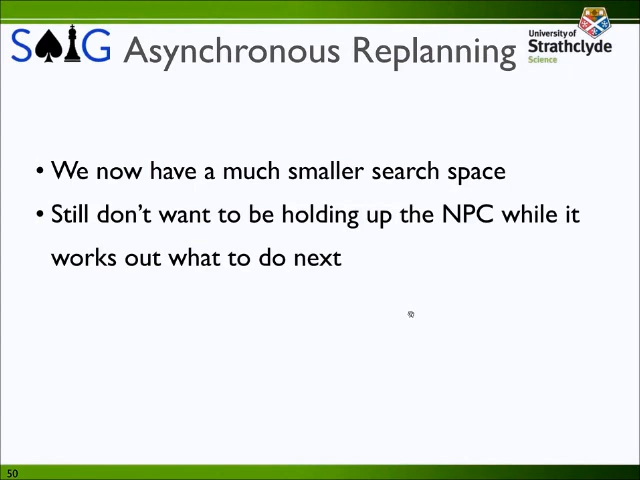 S♠♟G Asynchronous Replanning
University of
Strathclyde
Science
• We now have a much smaller search space
• Still don't want to be holding up the NPC while it
works out what to do next
50